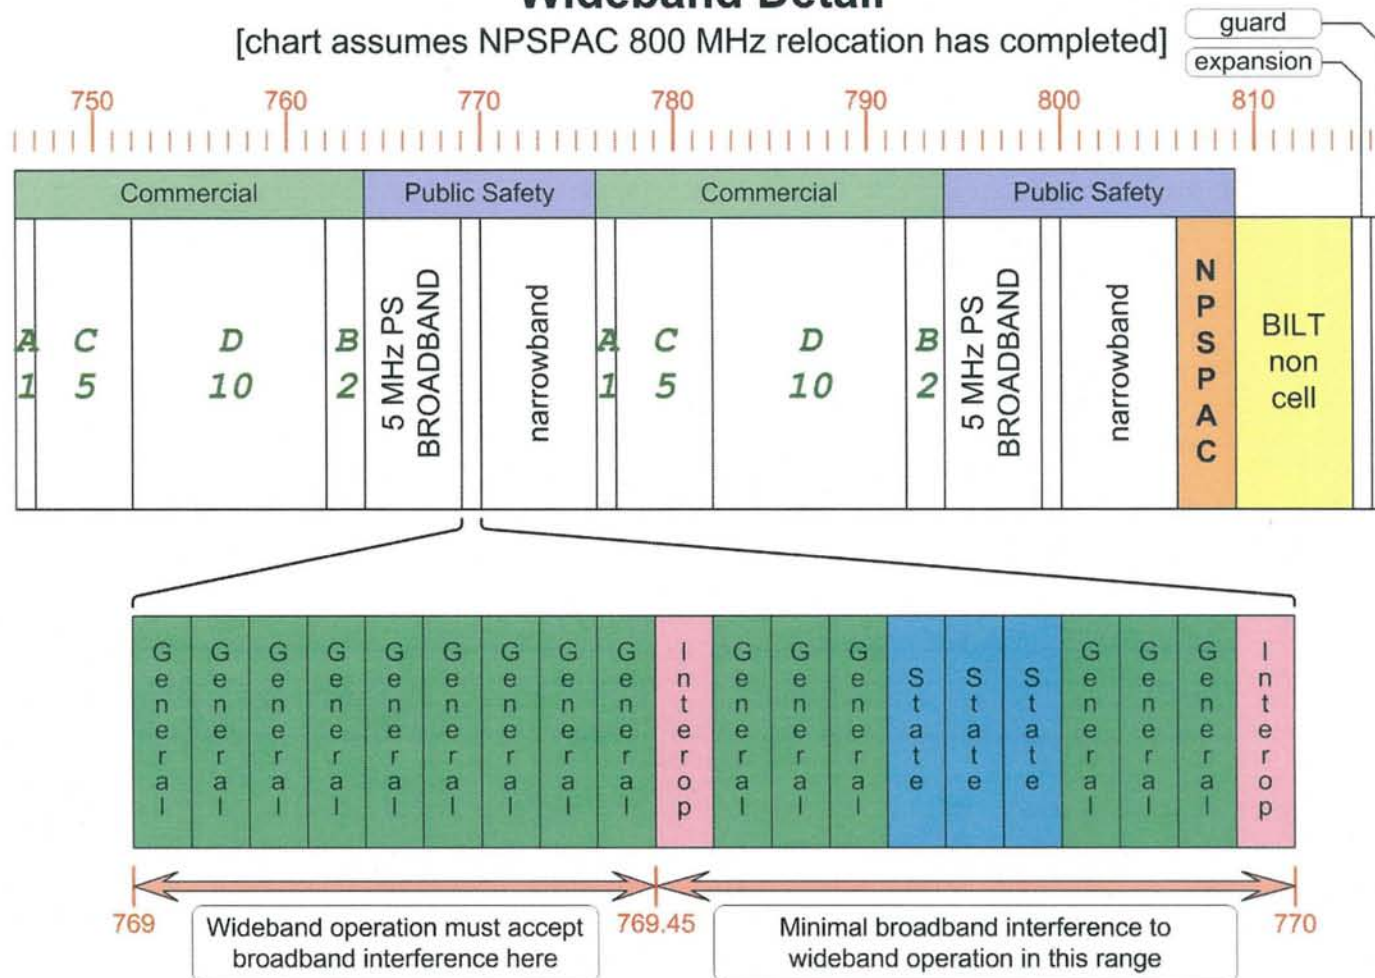 Wideband Detail
[chart assumes NPSPAC 800 MHz relocation has completed]
guard
expansion
750 760 770 780 790 800 810
Commercial Public Safety Commercial Public Safety
A 1
C 5
D 10
B 2
5 MHz PS
BROADBAND
narrowband
A 1
C 5
D 10
B 2
5 MHz PS
BROADBAND
narrowband
NPSPAC
BILT
non
cell
General
General
General
General
General
General
General
General
General
Interop
General
General
General
State
State
State
General
General
General
Interop
769 769.45 770
Wideband operation must accept
broadband interference here
Minimal broadband interference to
wideband operation in this range